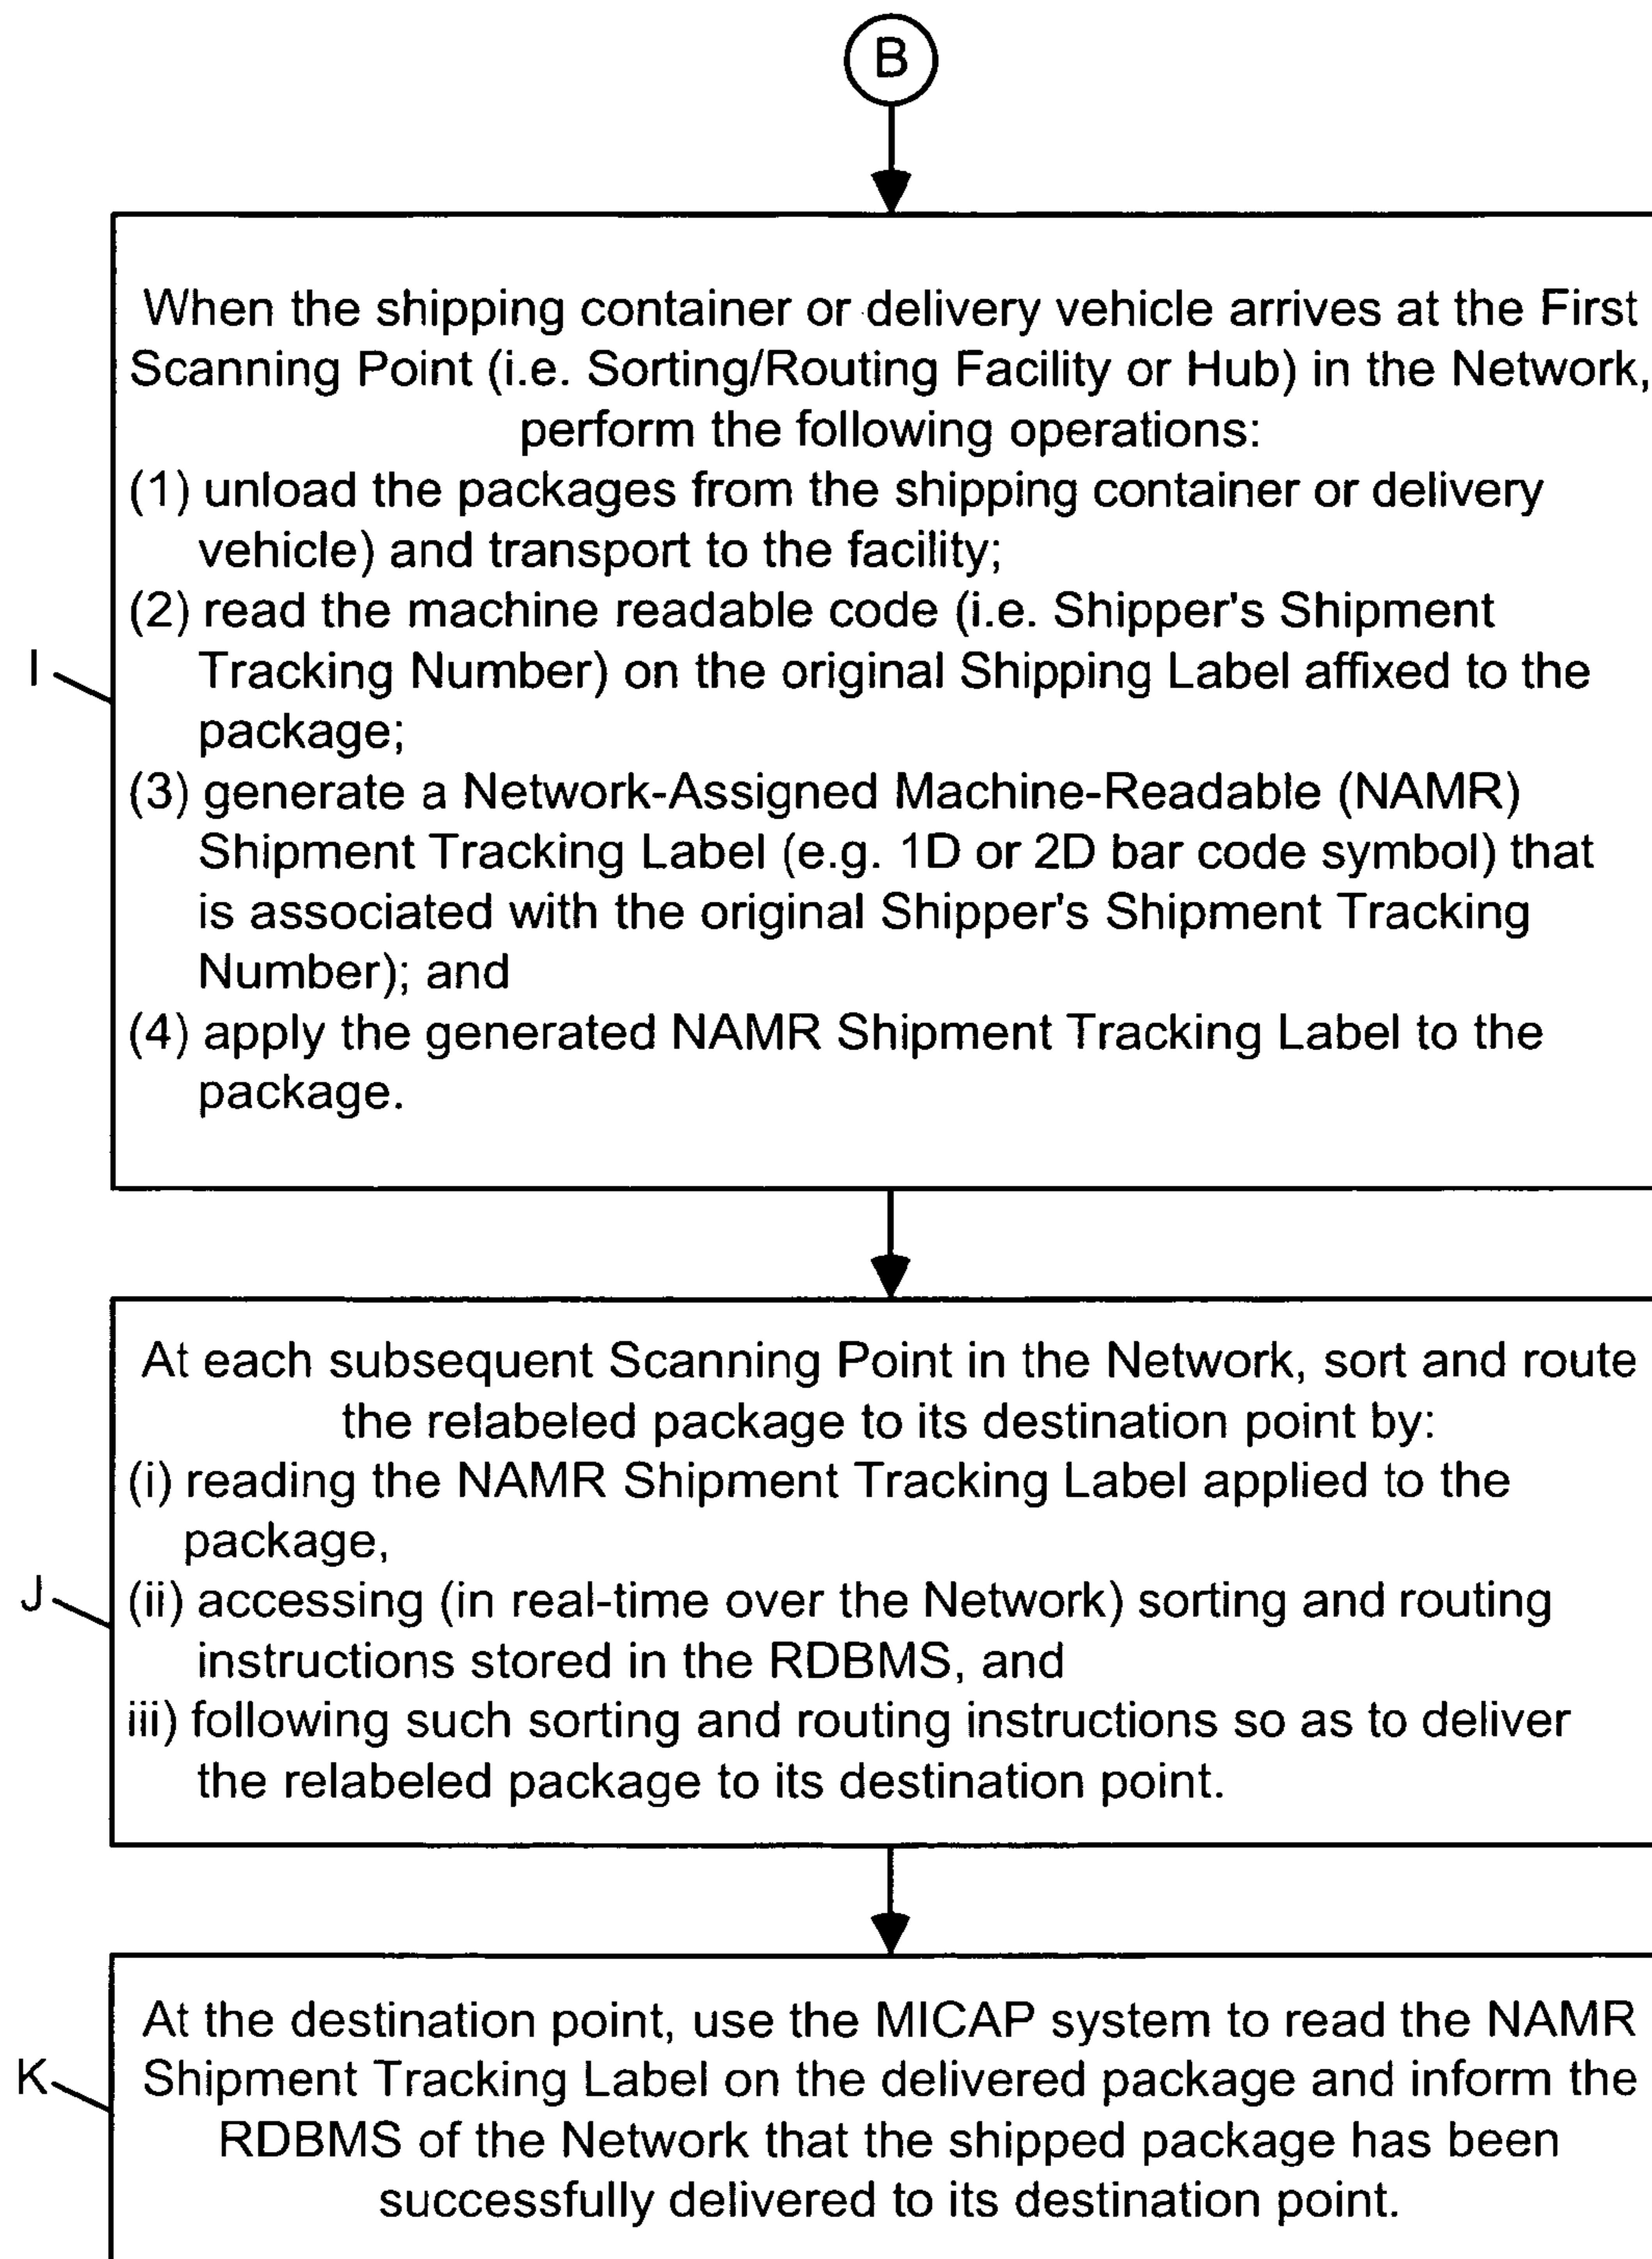 B
When the shipping container or delivery vehicle arrives at the First
Scanning Point (i.e. Sorting/Routing Facility or Hub) in the Network,
perform the following operations:
(1) unload the packages from the shipping container or delivery
vehicle) and transport to the facility;
(2) read the machine readable code (i.e. Shipper's Shipment
Tracking Number) on the original Shipping Label affixed to the
package;
(3) generate a Network-Assigned Machine-Readable (NAMR)
Shipment Tracking Label (e.g. 1D or 2D bar code symbol) that
is associated with the original Shipper's Shipment Tracking
Number); and
(4) apply the generated NAMR Shipment Tracking Label to the
package.
I
At each subsequent Scanning Point in the Network, sort and route
the relabeled package to its destination point by:
(i) reading the NAMR Shipment Tracking Label applied to the
package,
(ii) accessing (in real-time over the Network) sorting and routing
instructions stored in the RDBMS, and
iii) following such sorting and routing instructions so as to deliver
the relabeled package to its destination point.
J
At the destination point, use the MICAP system to read the NAMR
Shipment Tracking Label on the delivered package and inform the
RDBMS of the Network that the shipped package has been
successfully delivered to its destination point.
K